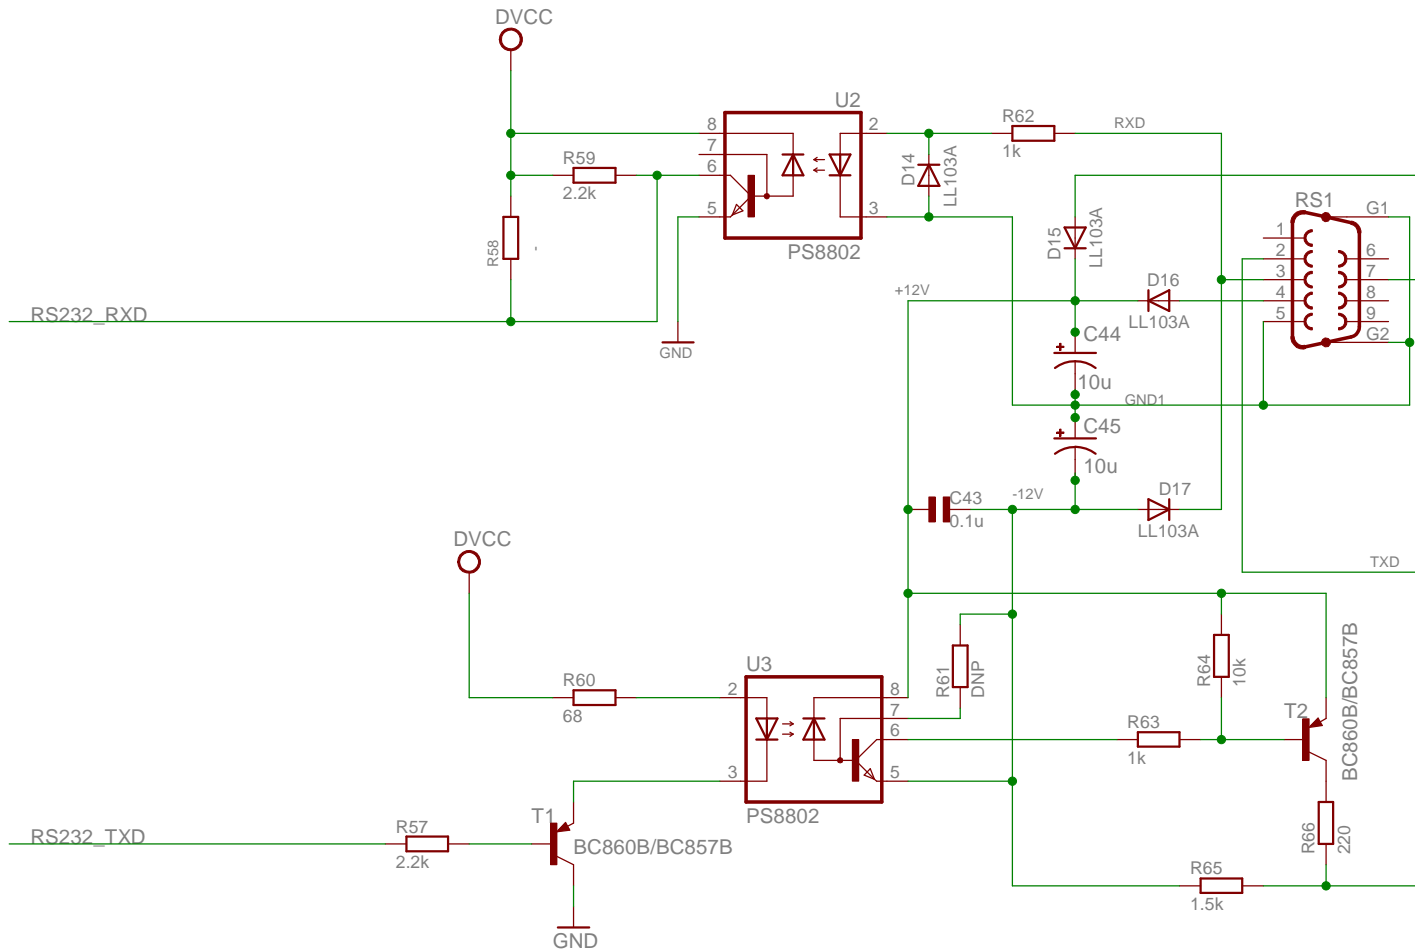 DVCC
U2
8
7
6
5
2
3
PS8802
R59
2.2k
R58
'
RS232_RXD
GND
D14
LL103A
R62
1k
RXD
D15
LL103A
+12V
D16
LL103A
RS1
1
2
3
4
5
G1
6
7
8
9
G2
C44
10u
GND1
C45
10u
C43
0.1u
-12V
D17
LL103A
TXD
DVCC
R60
68
U3
2
3
8
7
6
5
PS8802
R61
DNP
R64
10k
R63
1k
T2
BC860B/BC857B
R66
220
R65
1.5k
RS232_TXD
R57
2.2k
T1
BC860B/BC857B
GND